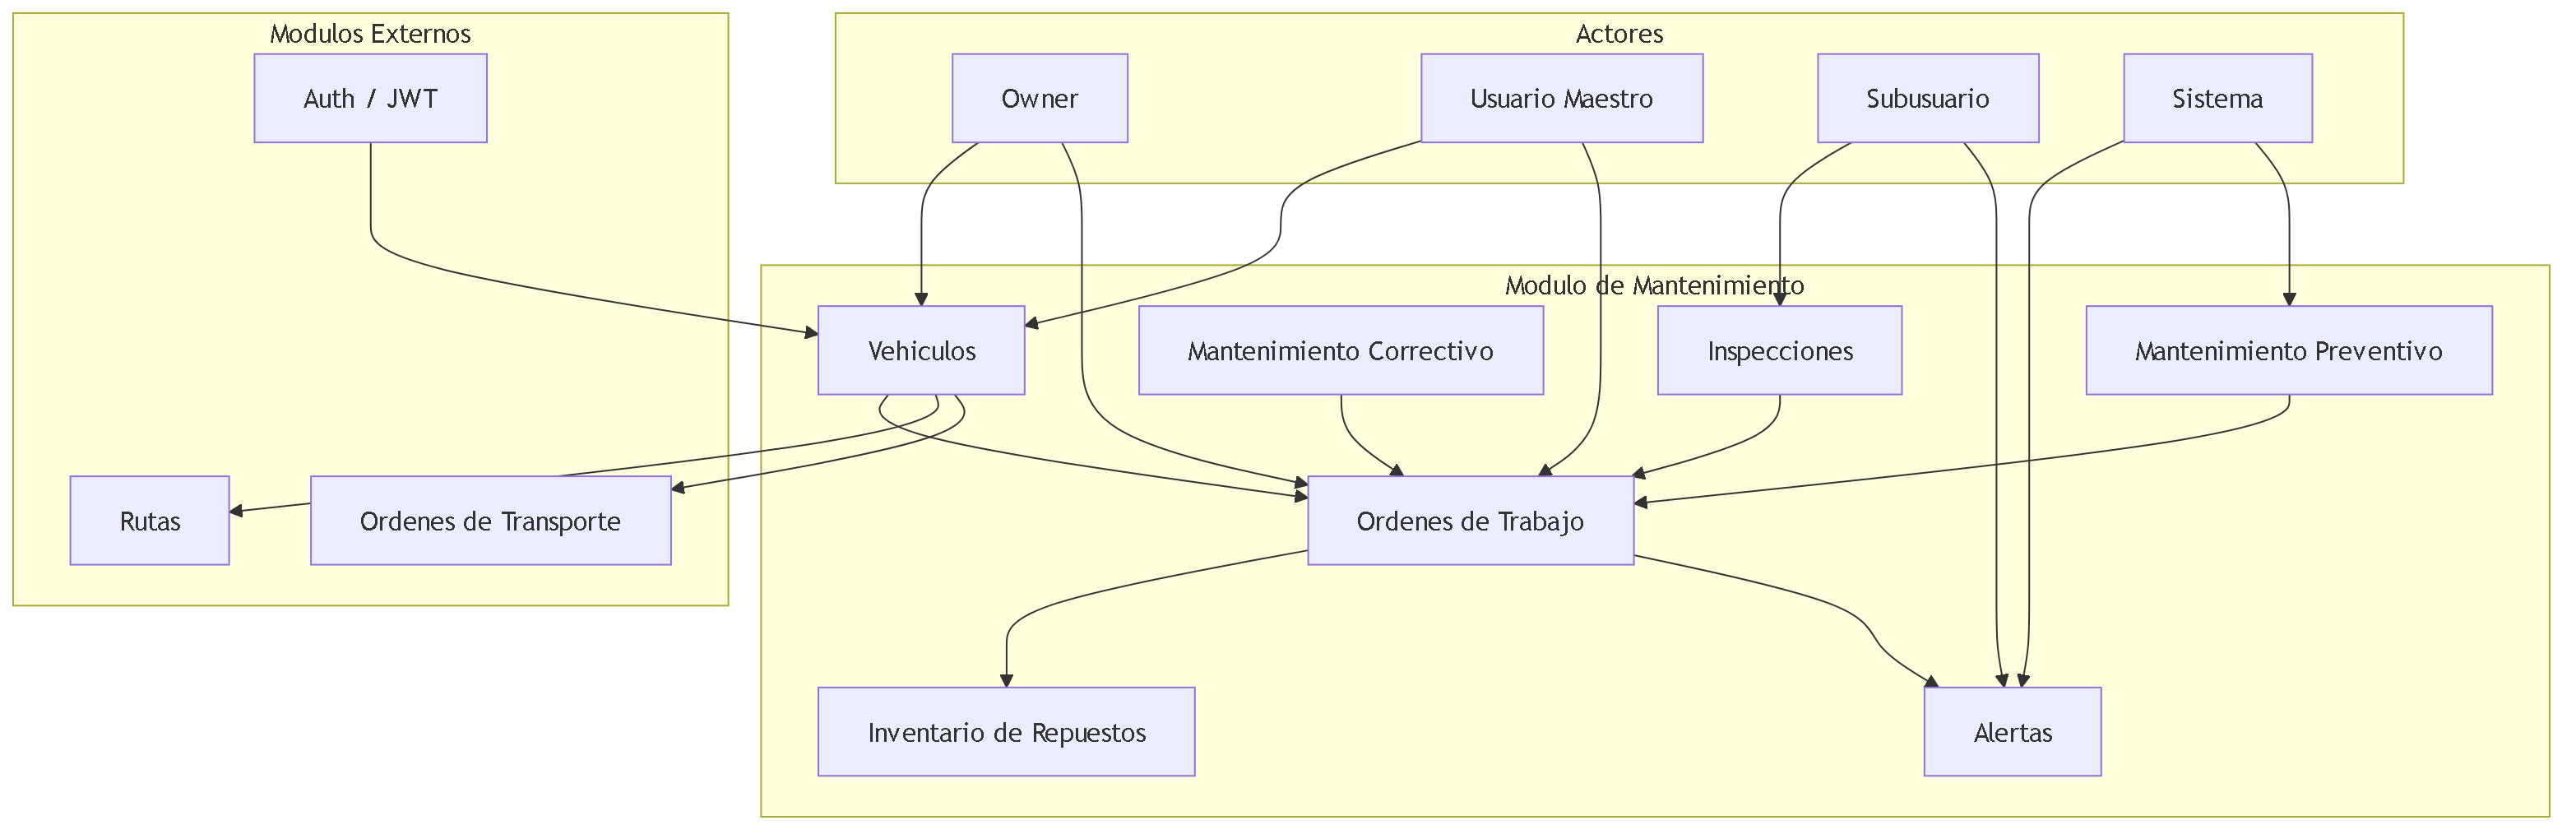 Modulos Externos
Auth / JWT
Rutas
Ordenes de Transporte
Actores
Owner
Usuario Maestro
Subusuario
Sistema
Modulo de Mantenimiento
Vehiculos
Mantenimiento Correctivo
Inspecciones
Mantenimiento Preventivo
Ordenes de Trabajo
Inventario de Repuestos
Alertas